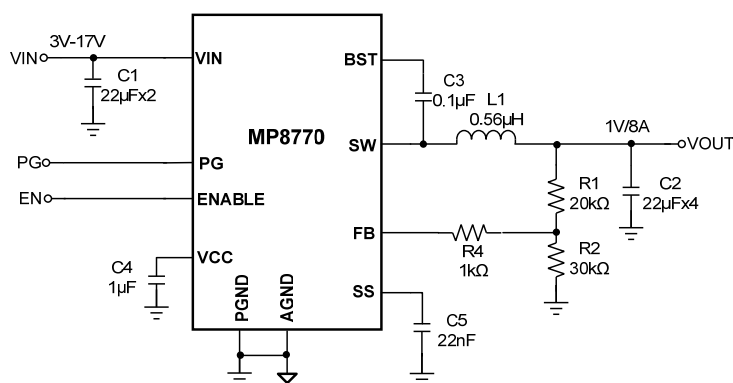 3V-17V
VIN
C1
22µFx2
VIN
BST
C3
0.1µF
L1
0.56µH
MP8770
SW
1V/8A
VOUT
PG
PG
EN
ENABLE
R1
20kΩ
C2
22µFx4
FB
R4
1kΩ
R2
30kΩ
VCC
C4
1µF
SS
PGND
AGND
C5
22nF